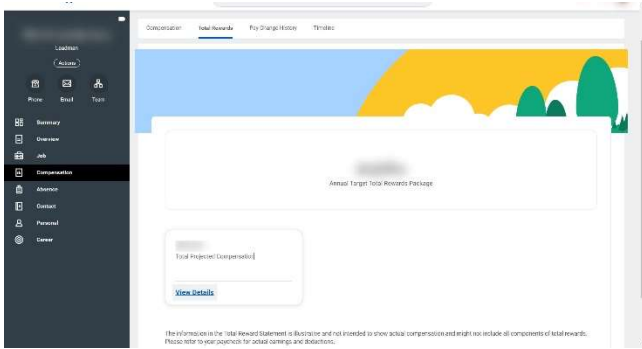 Compensation
Total Rewards
Pay Change History
Timeline
Leadman
Actions
Phone
Email
Team
Summary
Overview
Job
Compensation
Absence
Contact
Personal
Career
Annual Target Total Rewards Package
Total Projected Compensation
View Details
The information in the Total Reward Statement is illustrative and not intended to show actual compensation and might not include all components of total rewards.
Please refer to your paycheck for actual earnings and deductions.